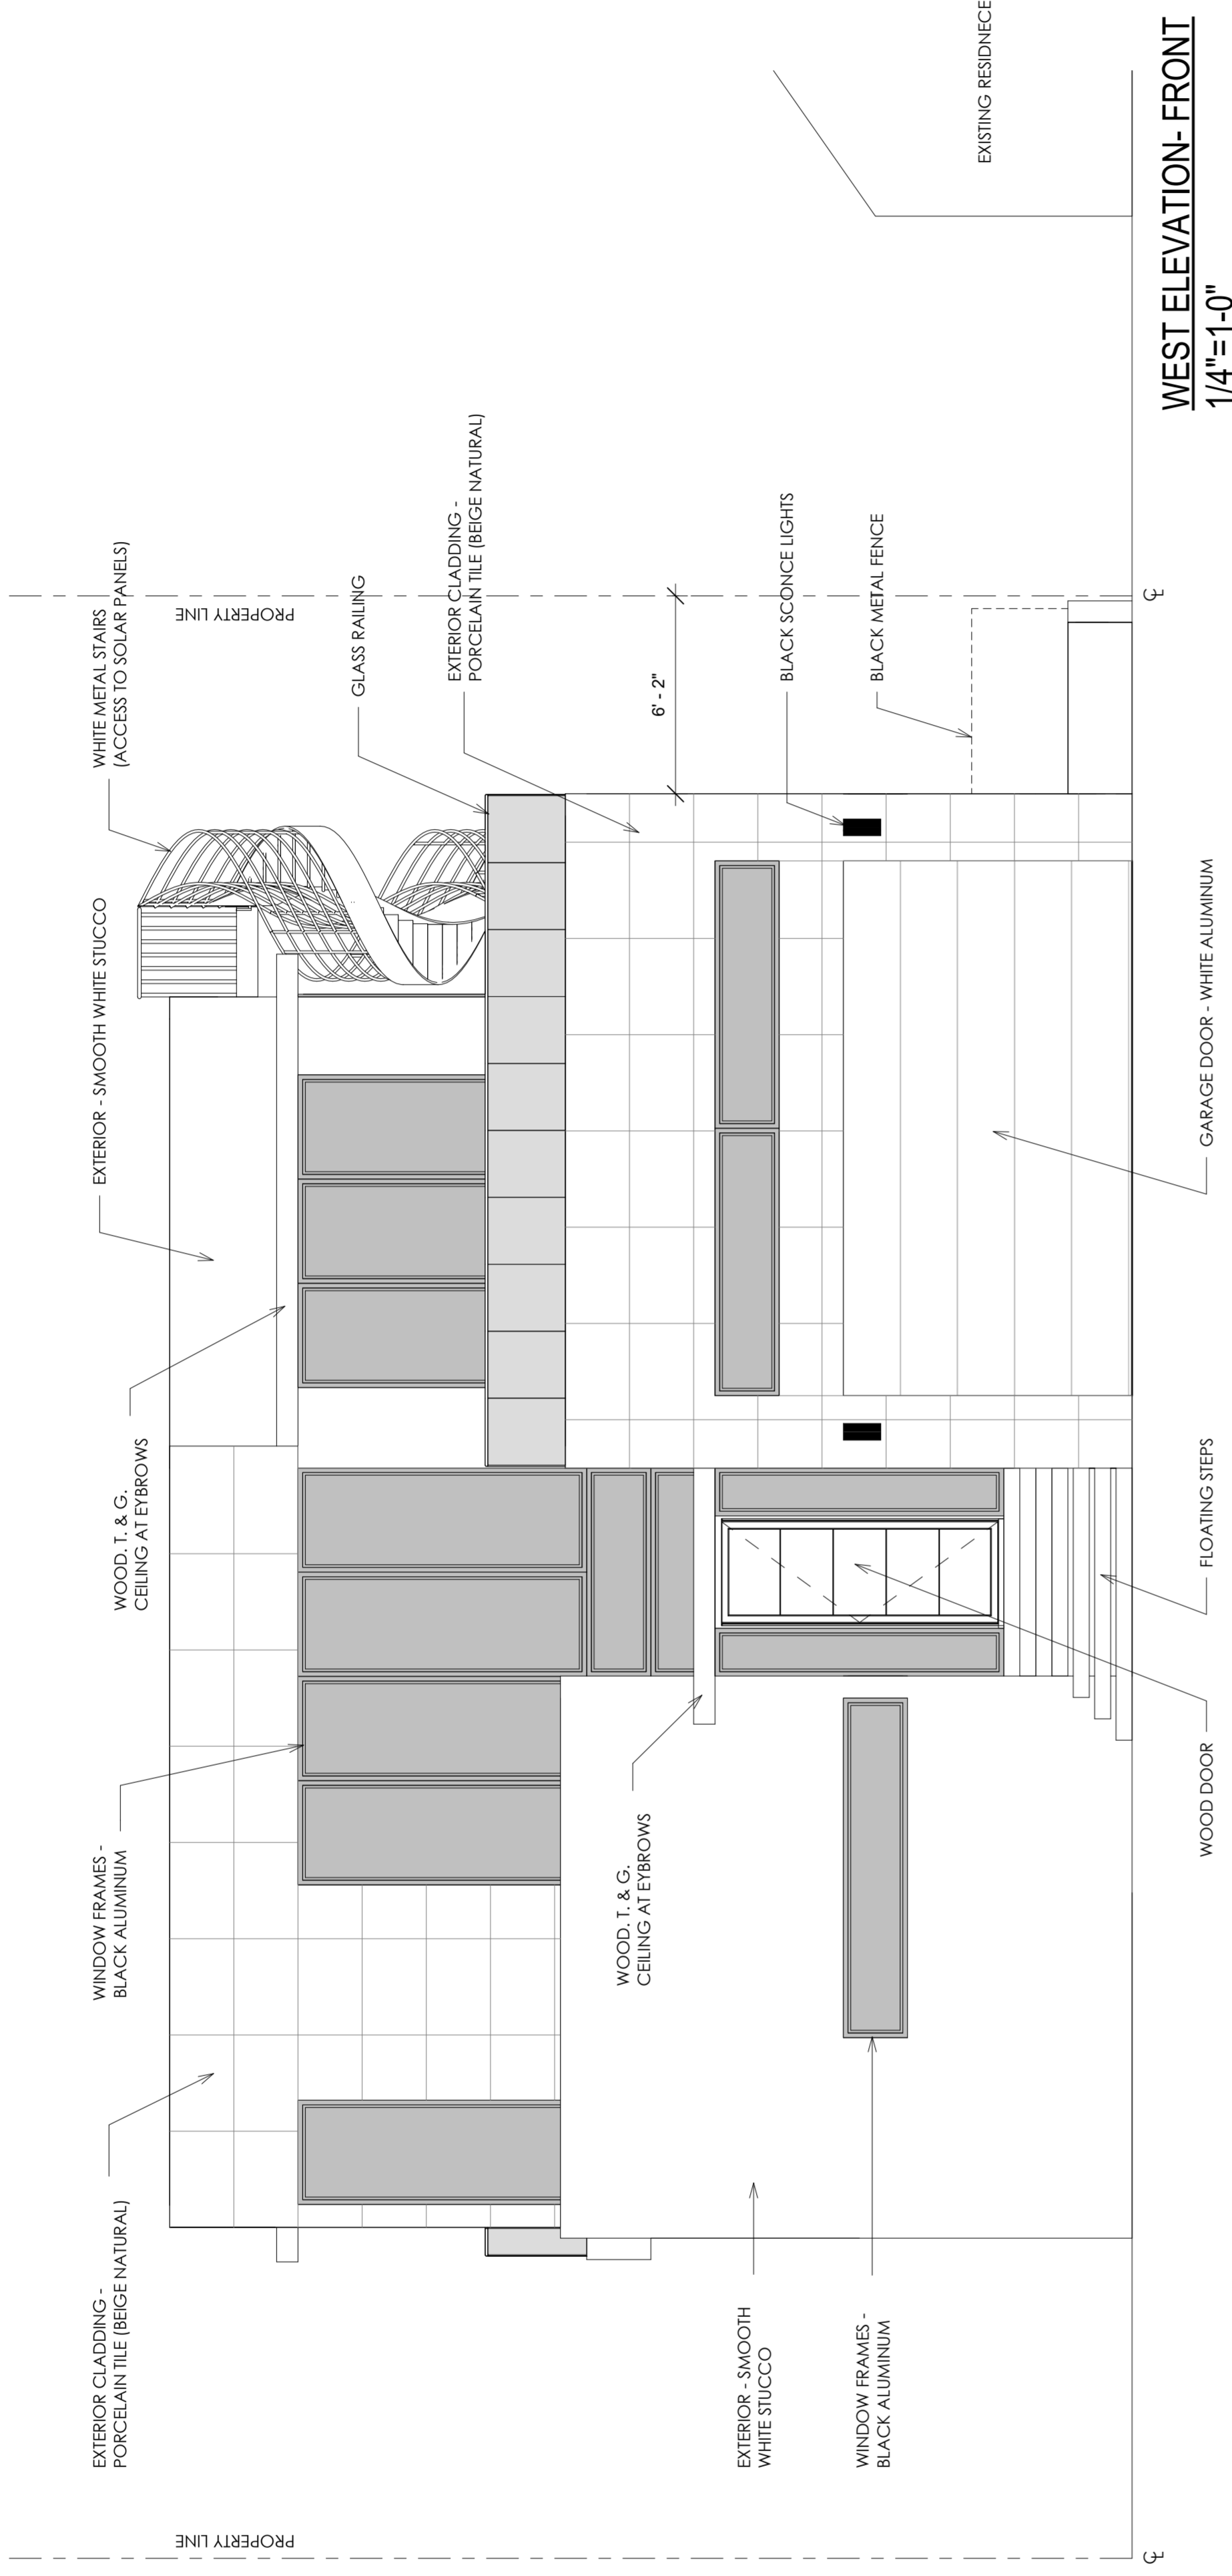 EXTERIOR CLADDING -
PORCELAIN TILE (BEIGE NATURAL)
WINDOW FRAMES -
BLACK ALUMINUM
WOOD. T. & G.
CEILING AT EYBROWS
EXTERIOR - SMOOTH WHITE STUCCO
WHITE METAL STAIRS
(ACCESS TO SOLAR PANELS)
PROPERTY LINE
PROPERTY LINE
GLASS RAILING
EXTERIOR CLADDING -
PORCELAIN TILE (BEIGE NATURAL)
6' - 2"
WOOD. T. & G.
CEILING AT EYBROWS
BLACK SCONCE LIGHTS
BLACK METAL FENCE
EXTERIOR - SMOOTH
WHITE STUCCO
WINDOW FRAMES -
BLACK ALUMINUM
EXISTING RESIDNECE
WOOD DOOR
FLOATING STEPS
GARAGE DOOR - WHITE ALUMINUM
℄
℄
WEST ELEVATION- FRONT
1/4"=1-0"